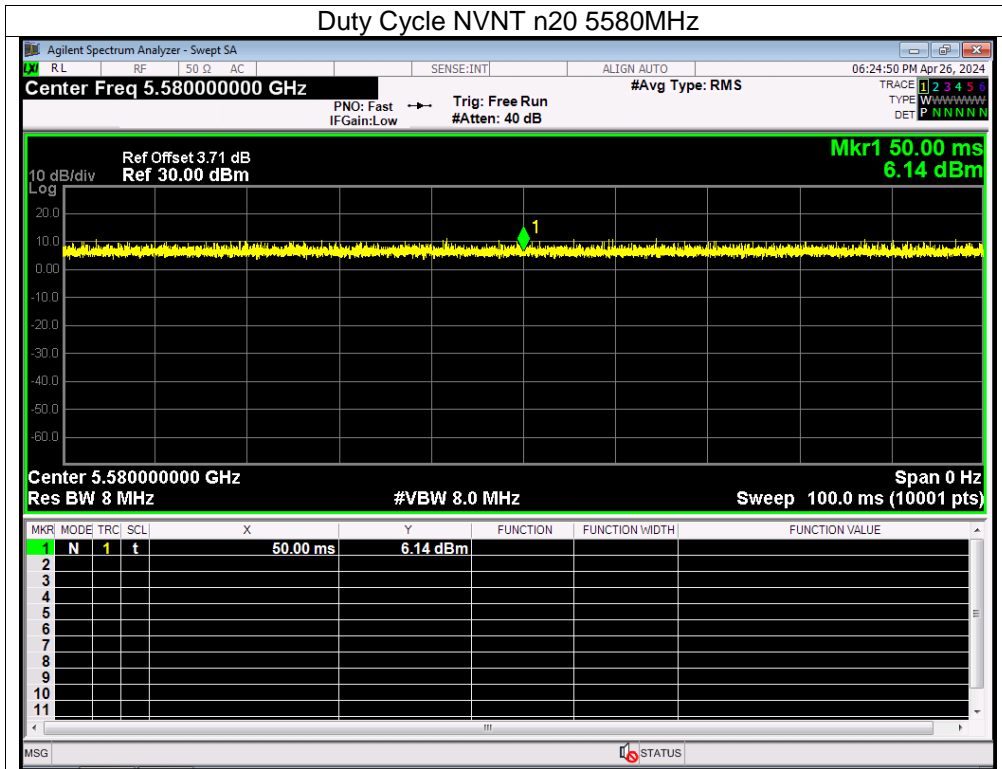 Duty Cycle NVNT n20 5580MHz
Agilent Spectrum Analyzer - Swept SA
LXI RL RF 50 Ω AC SENSE:INT ALIGN AUTO 06:24:50 PM Apr 26, 2024
Center Freq 5.580000000 GHz #Avg Type: RMS TRACE 1 2 3 4 5 6
PNO: Fast Trig: Free Run TYPE WWWWWW
IFGain:Low #Atten: 40 dB DET P N N N N N
Mkr1 50.00 ms
6.14 dBm
Ref Offset 3.71 dB
10 dB/div Ref 30.00 dBm
Log
20.0
1
10.0
0.00
-10.0
-20.0
-30.0
-40.0
-50.0
-60.0
Center 5.580000000 GHz Span 0 Hz
Res BW 8 MHz #VBW 8.0 MHz Sweep 100.0 ms (10001 pts)
MKR MODE TRC SCL X Y FUNCTION FUNCTION WIDTH FUNCTION VALUE
1 N 1 t 50.00 ms 6.14 dBm
2
3
4
5
6
7
8
9
10
11
MSG STATUS